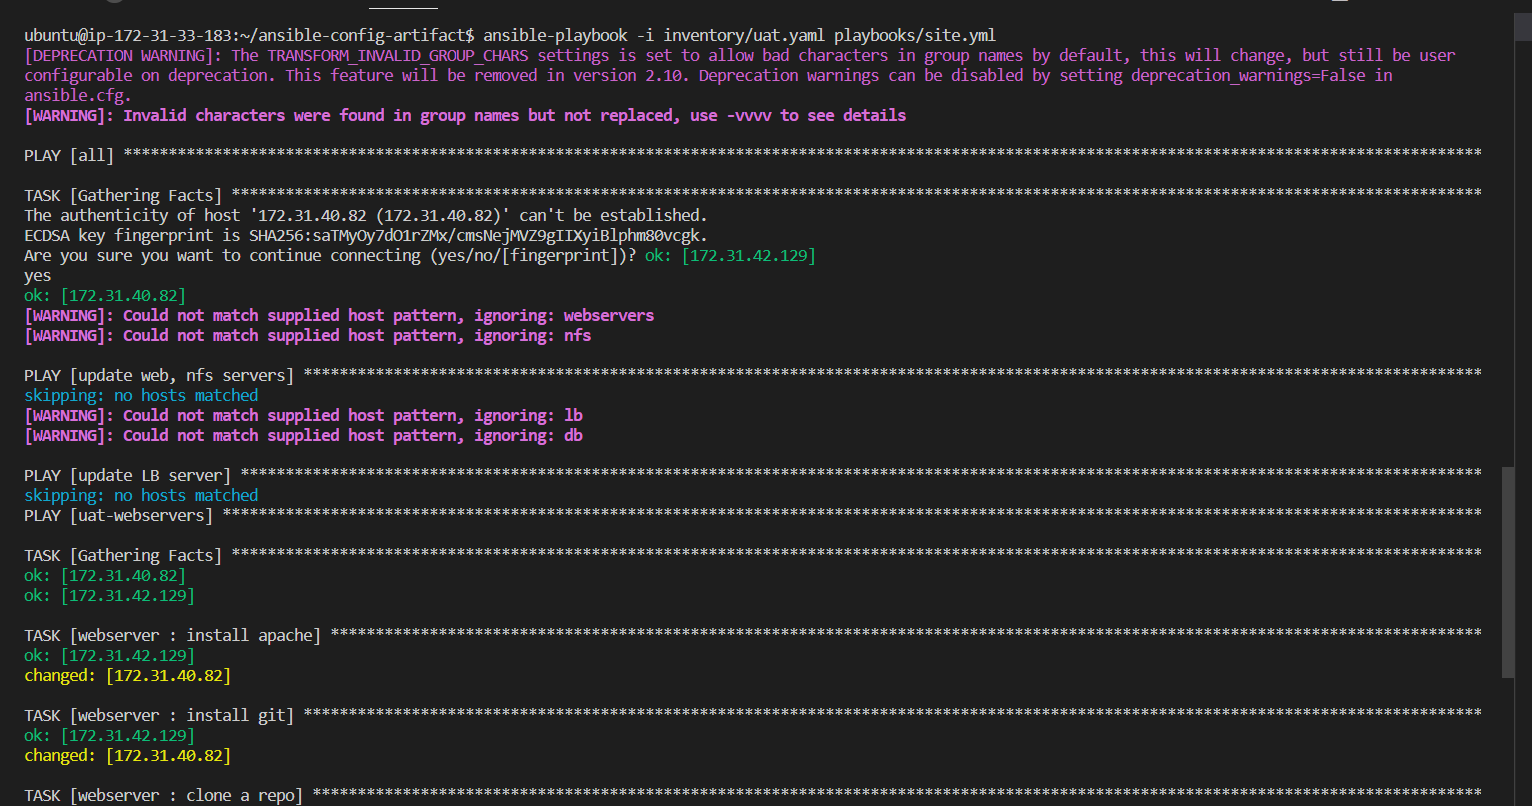 ubuntu@ip-172-31-33-183:~/ansible-config-artifact$ ansible-playbook -i inventory/uat.yaml playbooks/site.yml
[DEPRECATION WARNING]: The TRANSFORM_INVALID_GROUP_CHARS settings is set to allow bad characters in group names by default, this will change, but still be user
configurable on deprecation. This feature will be removed in version 2.10. Deprecation warnings can be disabled by setting deprecation_warnings=False in
ansible.cfg.
[WARNING]: Invalid characters were found in group names but not replaced, use -vvvv to see details
PLAY [all] *******************************************************************************************************************************************************
TASK [Gathering Facts] *******************************************************************************************************************************************
The authenticity of host '172.31.40.82 (172.31.40.82)' can't be established.
ECDSA key fingerprint is SHA256:saTMyOy7dO1rZMx/cmsNejMVZ9gIIXyiBlphm80vcgk.
Are you sure you want to continue connecting (yes/no/[fingerprint])? ok: [172.31.42.129]
yes
ok: [172.31.40.82]
[WARNING]: Could not match supplied host pattern, ignoring: webservers
[WARNING]: Could not match supplied host pattern, ignoring: nfs
PLAY [update web, nfs servers] ***********************************************************************************************************************************
skipping: no hosts matched
[WARNING]: Could not match supplied host pattern, ignoring: lb
[WARNING]: Could not match supplied host pattern, ignoring: db
PLAY [update LB server] ******************************************************************************************************************************************
skipping: no hosts matched
PLAY [uat-webservers] ********************************************************************************************************************************************
TASK [Gathering Facts] *******************************************************************************************************************************************
ok: [172.31.40.82]
ok: [172.31.42.129]
TASK [webserver : install apache] ********************************************************************************************************************************
ok: [172.31.42.129]
changed: [172.31.40.82]
TASK [webserver : install git] ***********************************************************************************************************************************
ok: [172.31.42.129]
changed: [172.31.40.82]
TASK [webserver : clone a repo] **********************************************************************************************************************************